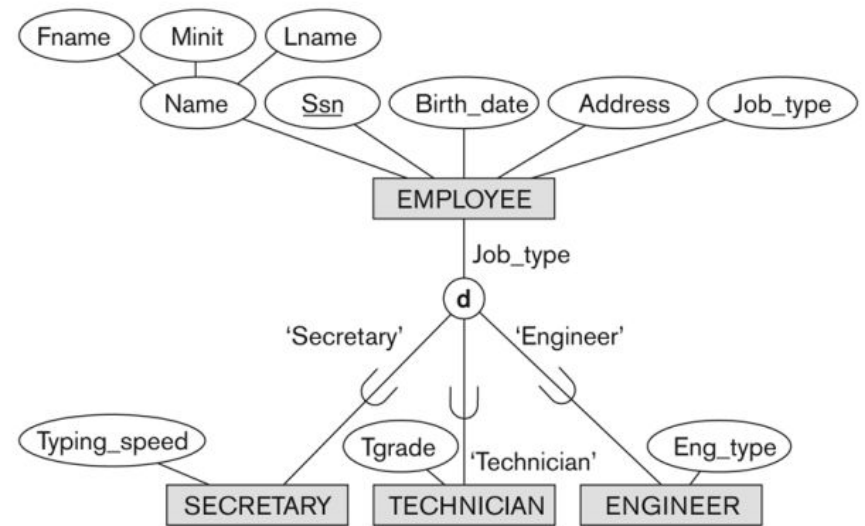 Fname Minit Lname
Name Ssn Birth_date Address Job_type
EMPLOYEE
Job_type
d
'Secretary' 'Engineer'
Typing_speed Tgrade 'Technician' Eng_type
SECRETARY TECHNICIAN ENGINEER